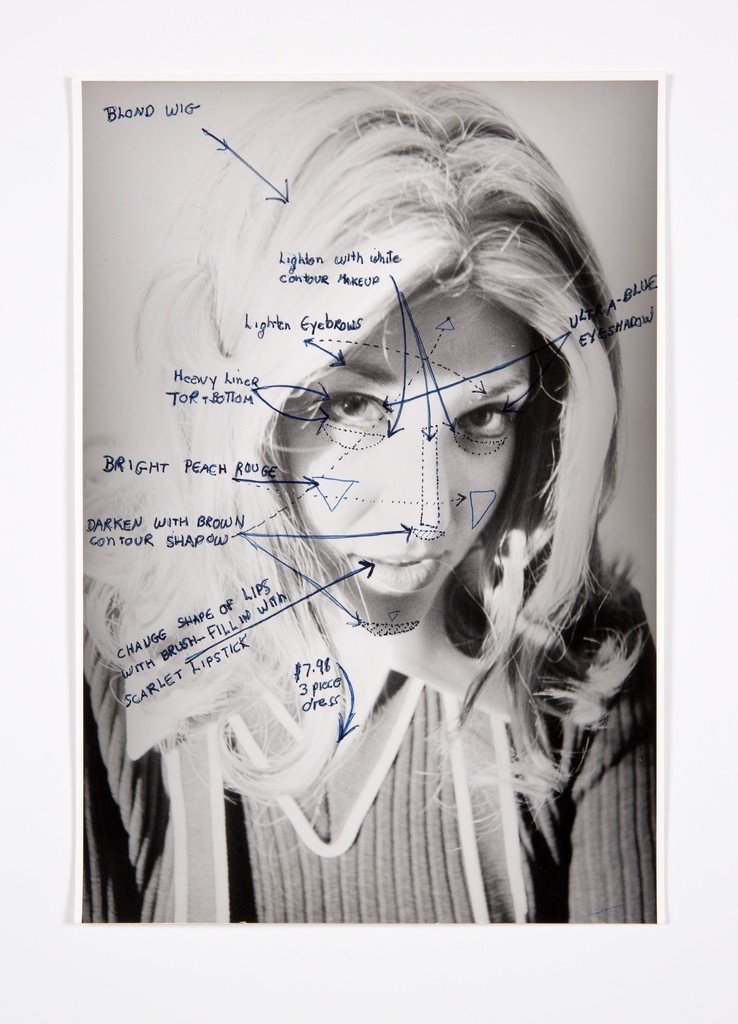 BLOND WIG
Lighten with white
contour MAKEUP
Lighten Eyebrows
ULTRA-BLUE
EYESHADOW
Heavy Liner
TOP + BOTTOM
BRIGHT PEACH ROUGE
DARKEN WITH BROWN
CONTOUR SHADOW
CHANGE SHAPE OF LIPS
WITH BRUSH-FILL IN WITH
SCARLET LIPSTICK
$7.98
3 piece
dress